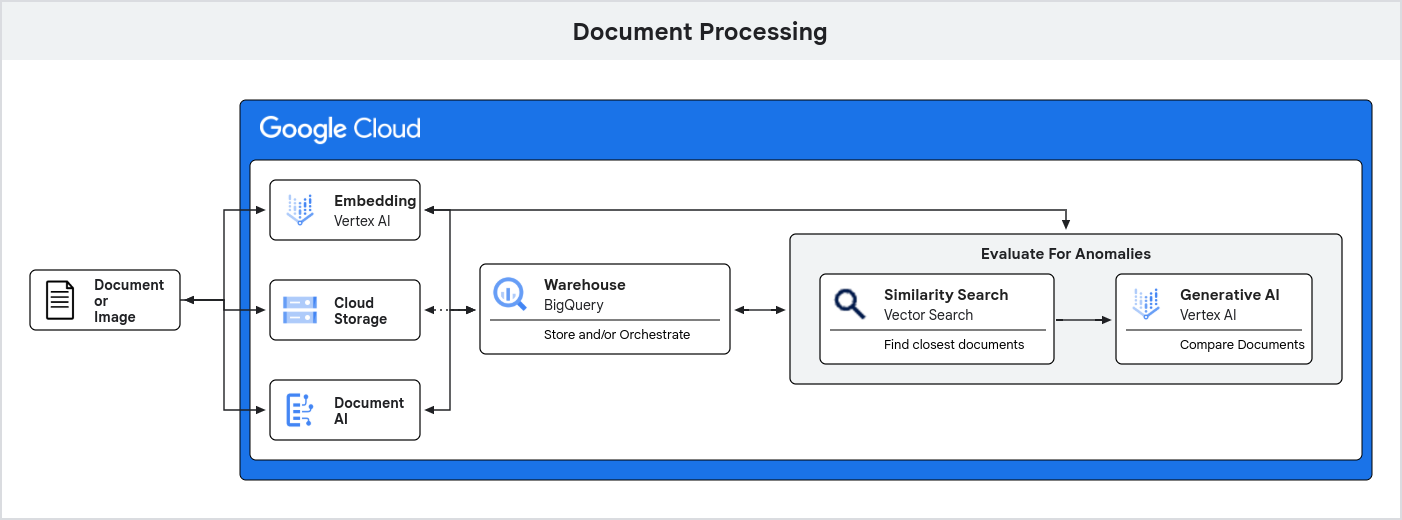 Document Processing
Google Cloud
Embedding
Vertex AI
Document
or
Image
Cloud
Storage
Document
AI
Warehouse
BigQuery
Store and/or Orchestrate
Evaluate For Anomalies
Similarity Search
Vector Search
Find closest documents
Generative AI
Vertex AI
Compare Documents